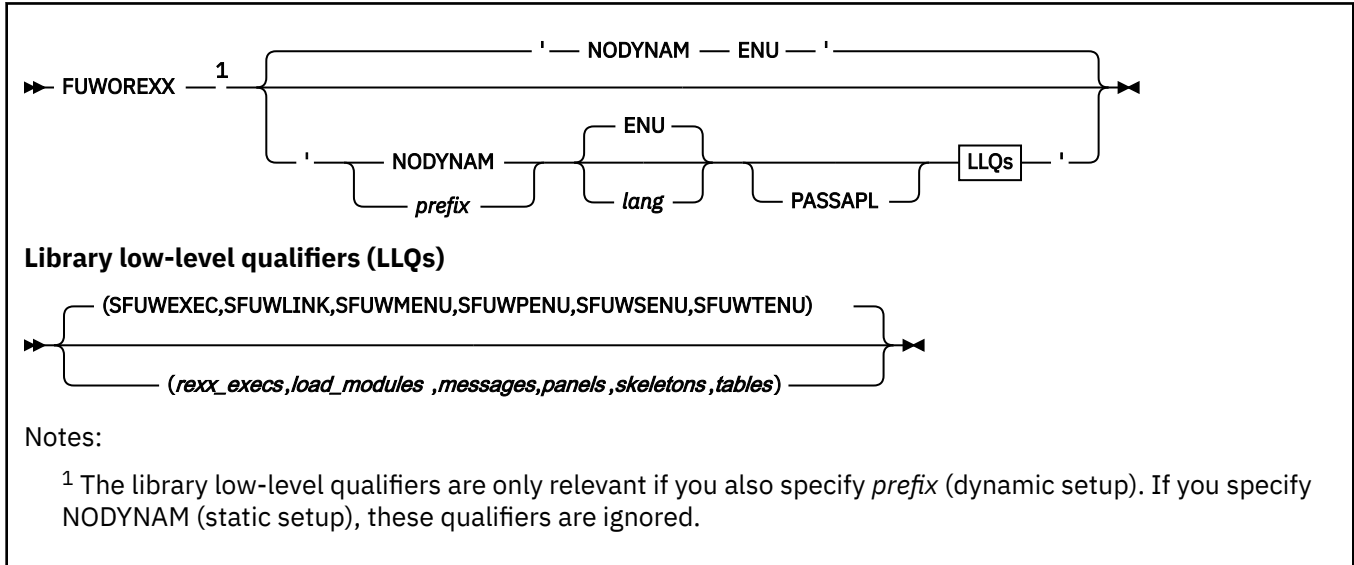 ' NODYNAM ENU '
FUWOREXX 1
ENU
' NODYNAM LLQs '
prefix lang PASSAPL
Library low-level qualifiers (LLQs)
(SFUWEXEC,SFUWLINK,SFUWMENU,SFUWPENU,SFUWSENU,SFUWTENU)
(rexx_execs,load_modules ,messages,panels ,skeletons ,tables)
Notes:
1 The library low-level qualifiers are only relevant if you also specify prefix (dynamic setup). If you specify
NODYNAM (static setup), these qualifiers are ignored.